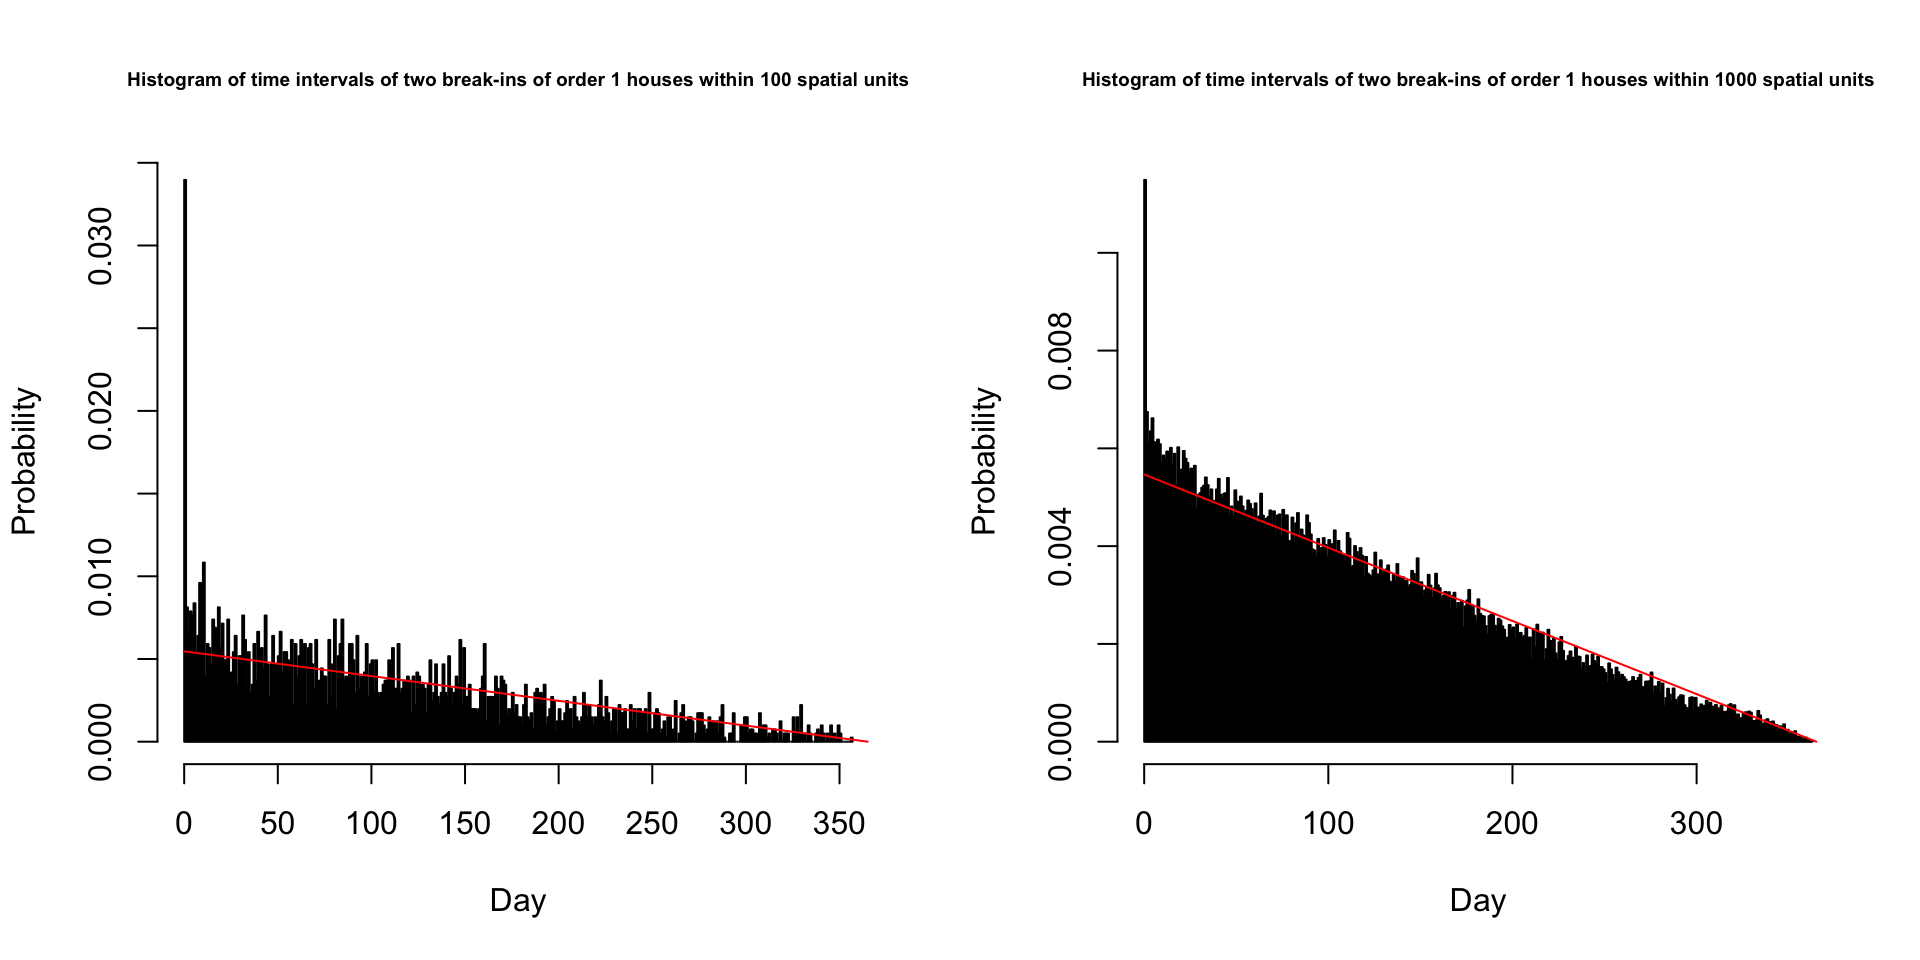 Histogram of time intervals of two break-ins of order 1 houses within 100 spatial units
Probability
0.000 0.010 0.020 0.030
0 50 100 150 200 250 300 350
Day
Histogram of time intervals of two break-ins of order 1 houses within 1000 spatial units
Probability
0.000 0.004 0.008
0 100 200 300
Day